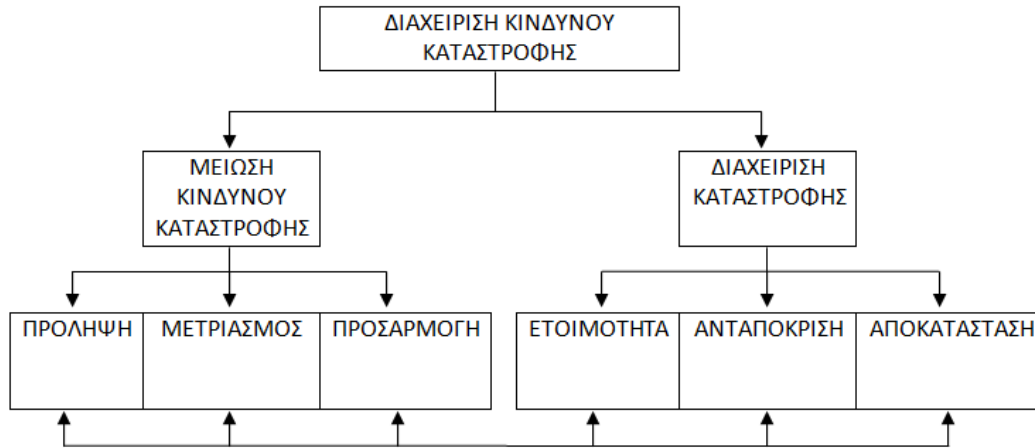 ΔΙΑΧΕΙΡΙΣΗ ΚΙΝΔΥΝΟΥ
ΚΑΤΑΣΤΡΟΦΗΣ
ΜΕΙΩΣΗ
ΚΙΝΔΥΝΟΥ
ΚΑΤΑΣΤΡΟΦΗΣ
ΔΙΑΧΕΙΡΙΣΗ
ΚΑΤΑΣΤΡΟΦΗΣ
ΠΡΟΛΗΨΗ
ΜΕΤΡΙΑΣΜΟΣ
ΠΡΟΣΑΡΜΟΓΗ
ΕΤΟΙΜΟΤΗΤΑ
ΑΝΤΑΠΟΚΡΙΣΗ
ΑΠΟΚΑΤΑΣΤΑΣΗ